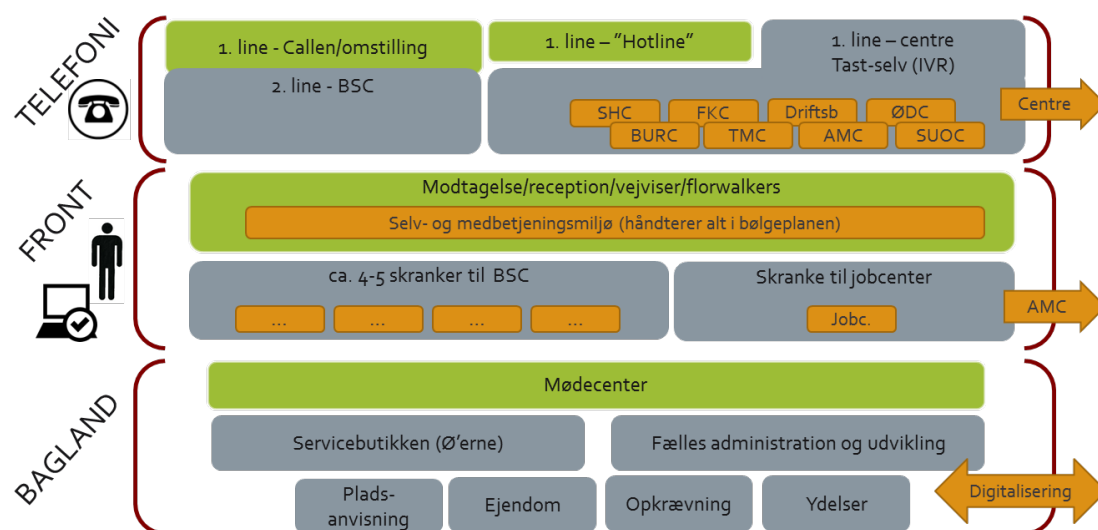 TELEFONI
1. line - Callen/omstilling
1. line – ”Hotline”
1. line – centre
Tast-selv (IVR)
2. line - BSC
SHC
FKC
Driftsb
ØDC
BURC
TMC
AMC
SUOC
Centre
FRONT
Modtagelse/reception/vejviser/florwalkers
Selv- og medbetjeningsmiljø (håndterer alt i bølgeplanen)
ca. 4-5 skranker til BSC
...
...
...
...
Skranke til jobcenter
Jobc.
AMC
BAGLAND
Mødecenter
Servicebutikken (Ø’erne)
Fælles administration og udvikling
Plads-
anvisning
Ejendom
Opkrævning
Ydelser
Digitalisering